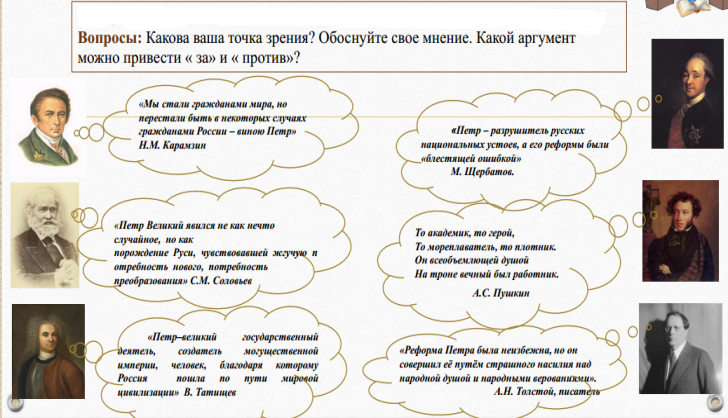 Вопросы: Какова ваша точка зрения? Обоснуйте свое мнение. Какой аргумент
можно привести « за» и « против»?
«Мы стали гражданами мира, но
перестали быть в некоторых случаях
гражданами России – виною Петр»
Н.М. Карамзин
«Петр – разрушитель русских
национальных устоев, а его реформы были
«блестящей ошибкой»
М. Щербатов.
«Петр Великий явился не как нечто
случайное, но как
порождение Руси, чувствовавшей жгучую п
отребность нового, потребность
преобразования» С.М. Соловьев
То академик, то герой,
То мореплаватель, то плотник.
Он всеобъемлющей душой
На троне вечный был работник.
А.С. Пушкин
«Петр–великий государственный
деятель, создатель могущественной
империи, человек, благодаря которому
Россия пошла по пути мировой
цивилизации» В. Татищев
«Реформа Петра была неизбежна, но он
совершил её путём страшного насилия над
народной душой и народными верованиями».
А.Н. Толстой, писатель